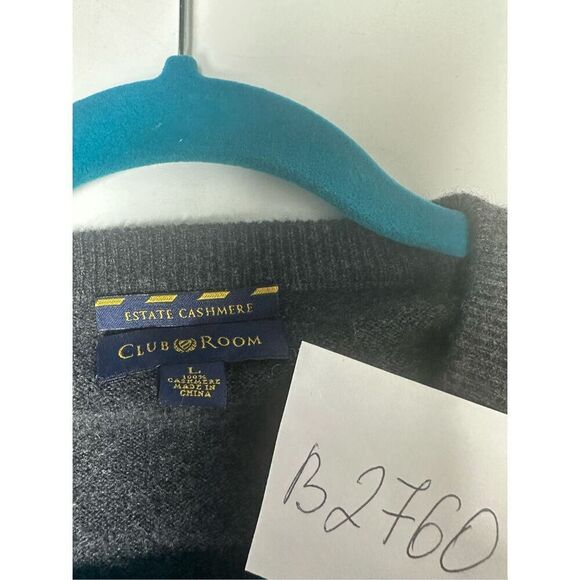 ESTATE CASHMERE
CLUB ROOM
L
100%
CASHMERE
MADE IN
CHINA
B2760